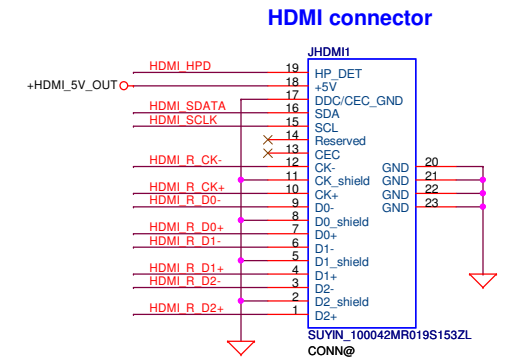 HDMI connector
JHDMI1
HDMI_HPD 19 HP_DET
+HDMI_5V_OUT 18 +5V
17 DDC/CEC_GND
HDMI_SDATA 16 SDA
HDMI_SCLK 15 SCL
14 Reserved
13 CEC
HDMI_R_CK- 12 CK- GND 20
11 CK_shield GND 21
HDMI_R_CK+ 10 CK+ GND 22
HDMI_R_D0- 9 D0- GND 23
8 D0_shield
HDMI_R_D0+ 7 D0+
HDMI_R_D1- 6 D1-
5 D1_shield
HDMI_R_D1+ 4 D1+
HDMI_R_D2- 3 D2-
2 D2_shield
HDMI_R_D2+ 1 D2+
SUYIN_100042MR019S153ZL
CONN@